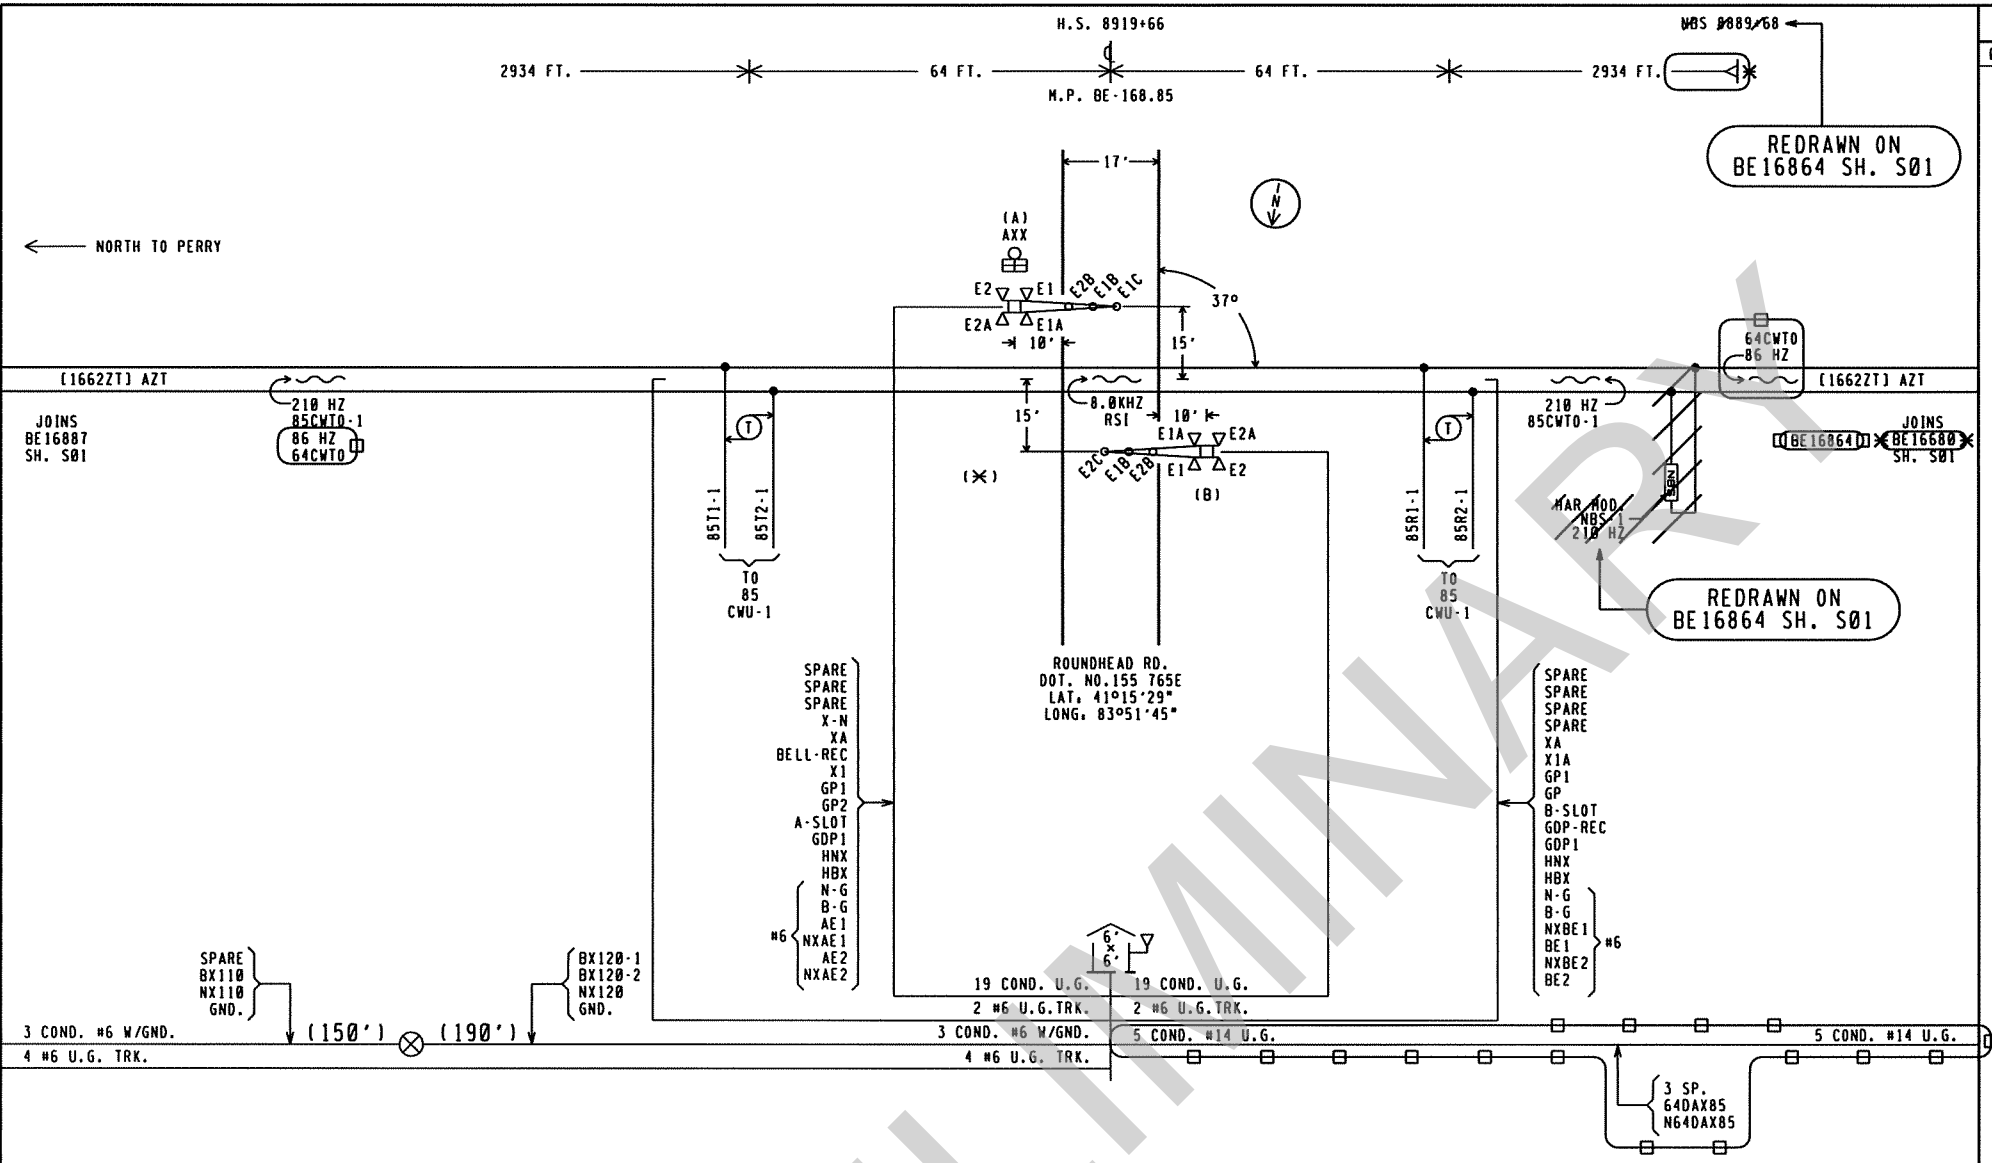 H.S. 8919+66
NBS 8889+68
2934 FT.
64 FT.
64 FT.
2934 FT.
M.P. BE-168.85
REDRAWN ON
BE16864 SH. S01
17'
N
(A)
AXX
NORTH TO PERRY
E2
E1
E2B
E1B
E1C
E2A
E1A
10'
15'
37º
[1662ZT] AZT
210 HZ
85CWTO-1
86 HZ
64CWTO
JOINS
BE16887
SH. S01
8.0KHZ
RSI
15'
10'
E1A
E2A
E2C
E1B
E2B
E1
E2
(B)
(X)
T
T
210 HZ
85CWTO-1
64CWTO
86 HZ
[1662ZT] AZT
JOINS
BE16864
BE16680
SH. S01
NBS
HAR MOD.
NBS-1
210 HZ
85T1-1
85T2-1
TO
85
CWU-1
85R1-1
85R2-1
TO
85
CWU-1
REDRAWN ON
BE16864 SH. S01
ROUNDHEAD RD.
DOT. NO.155 765E
LAT: 41º15'29"
LONG: 83º51'45"
SPARE
SPARE
SPARE
X-N
XA
BELL-REC
X1
GP1
GP2
A-SLOT
GDP1
HNX
HBX
N-G
B-G
AE1
NXAE1
AE2
NXAE2
#6
SPARE
SPARE
SPARE
SPARE
XA
X1A
GP1
GP
B-SLOT
GDP-REC
GDP1
HNX
HBX
N-G
B-G
NXBE1
BE1
NXBE2
BE2
#6
6'
X
6'
SPARE
BX110
NX110
GND.
BX120-1
BX120-2
NX120
GND.
19 COND. U.G.
19 COND. U.G.
2 #6 U.G.TRK.
2 #6 U.G.TRK.
3 COND. #6 W/GND.
(150')
(190')
3 COND. #6 W/GND.
5 COND. #14 U.G.
5 COND. #14 U.G.
4 #6 U.G. TRK.
4 #6 U.G. TRK.
3 SP.
64DAX85
N64DAX85
LIMINARY